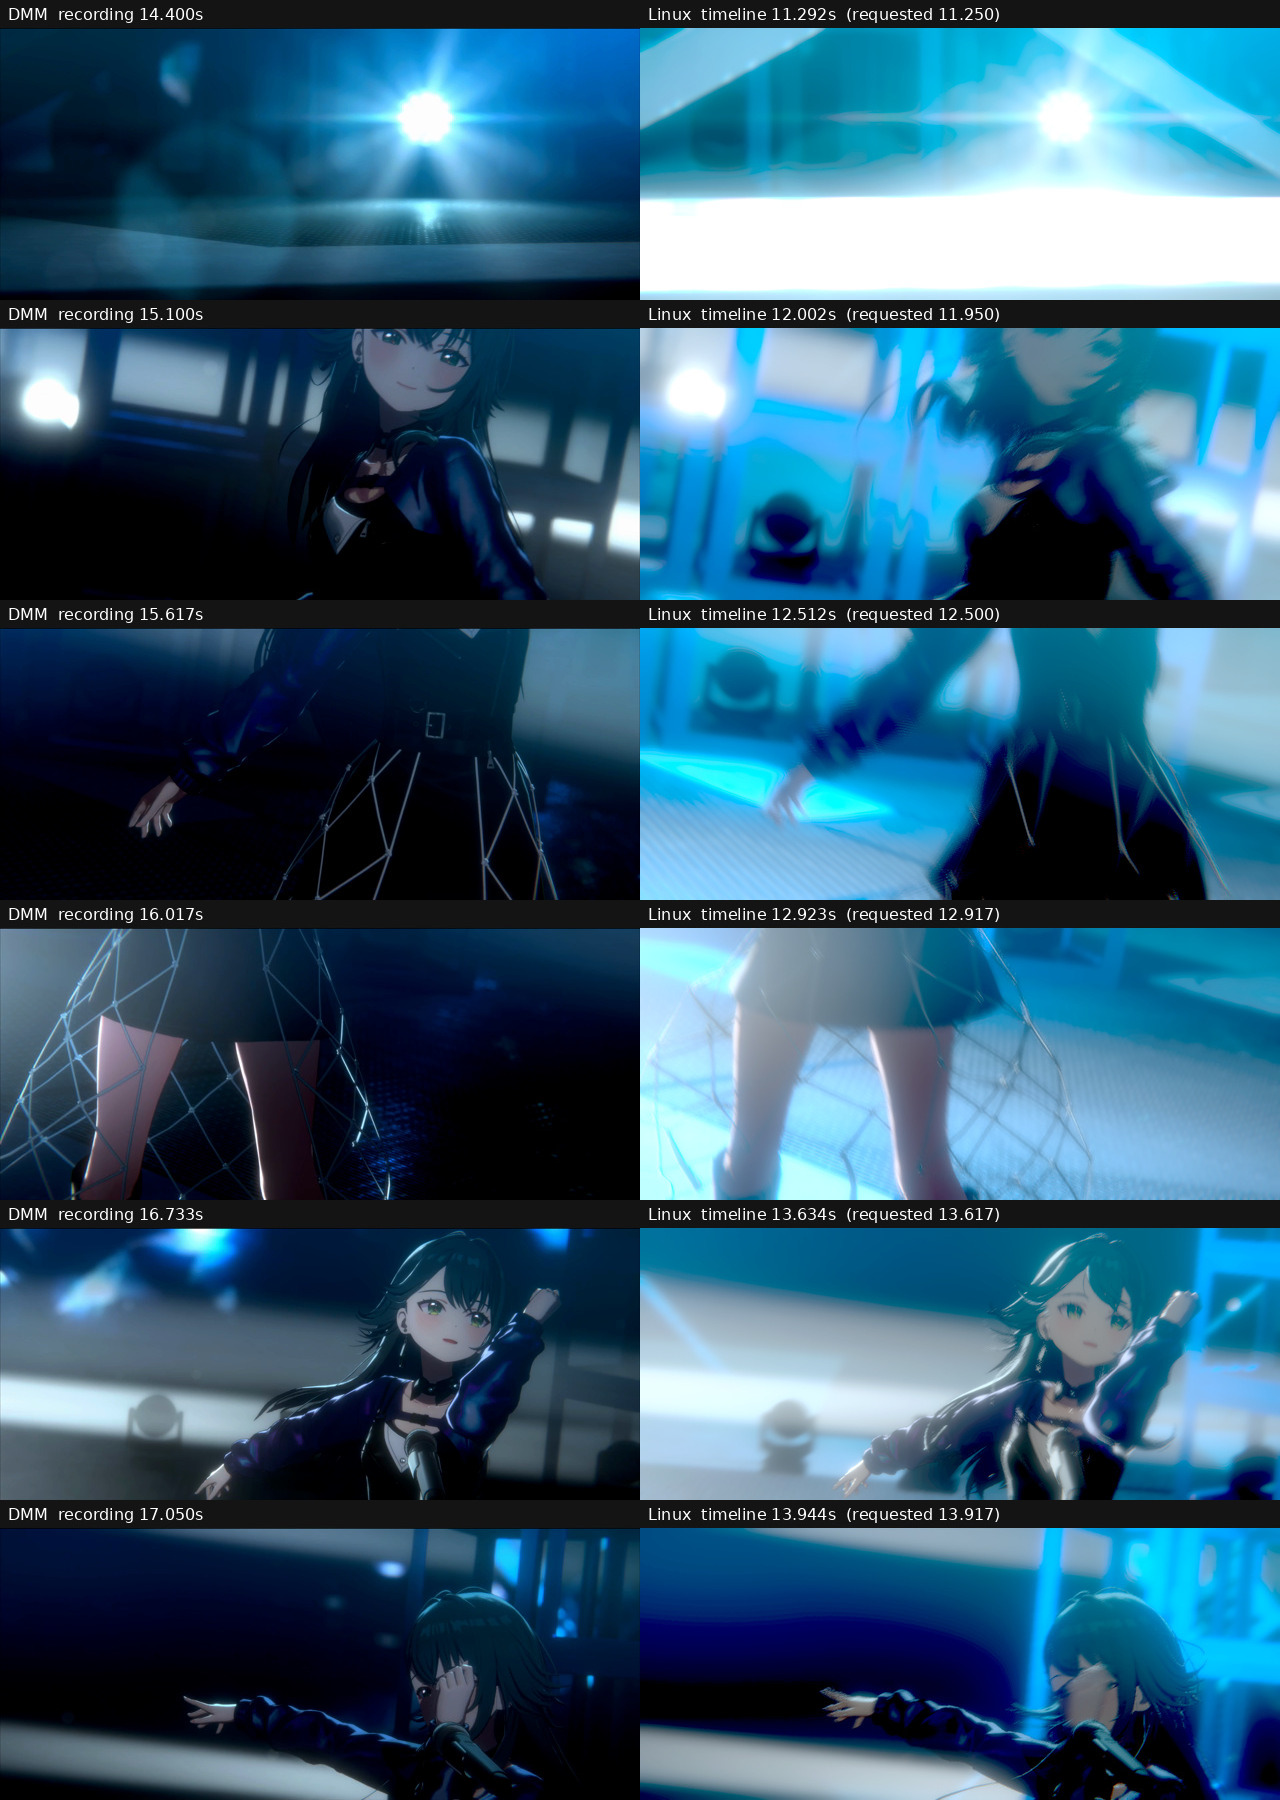 DMM recording 14.400s
Linux timeline 11.292s (requested 11.250)
DMM recording 15.100s
Linux timeline 12.002s (requested 11.950)
DMM recording 15.617s
Linux timeline 12.512s (requested 12.500)
DMM recording 16.017s
Linux timeline 12.923s (requested 12.917)
DMM recording 16.733s
Linux timeline 13.634s (requested 13.617)
DMM recording 17.050s
Linux timeline 13.944s (requested 13.917)